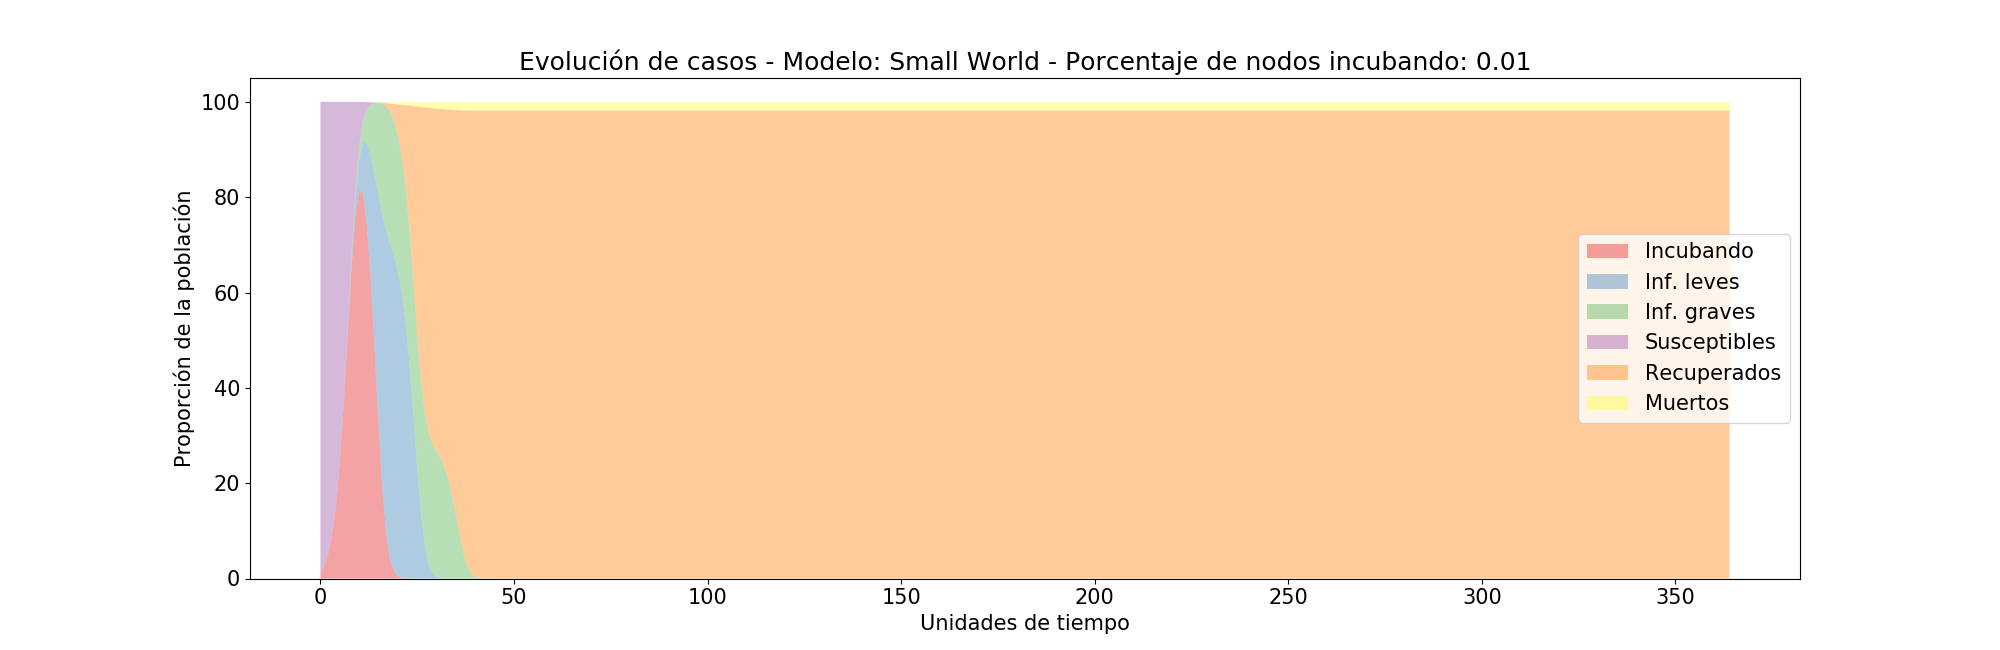 Evolución de casos - Modelo: Small World - Porcentaje de nodos incubando: 0.01
100
80
60
40
20
0
Proporción de la población
0 50 100 150 200 250 300 350
Unidades de tiempo
Incubando
Inf. leves
Inf. graves
Susceptibles
Recuperados
Muertos